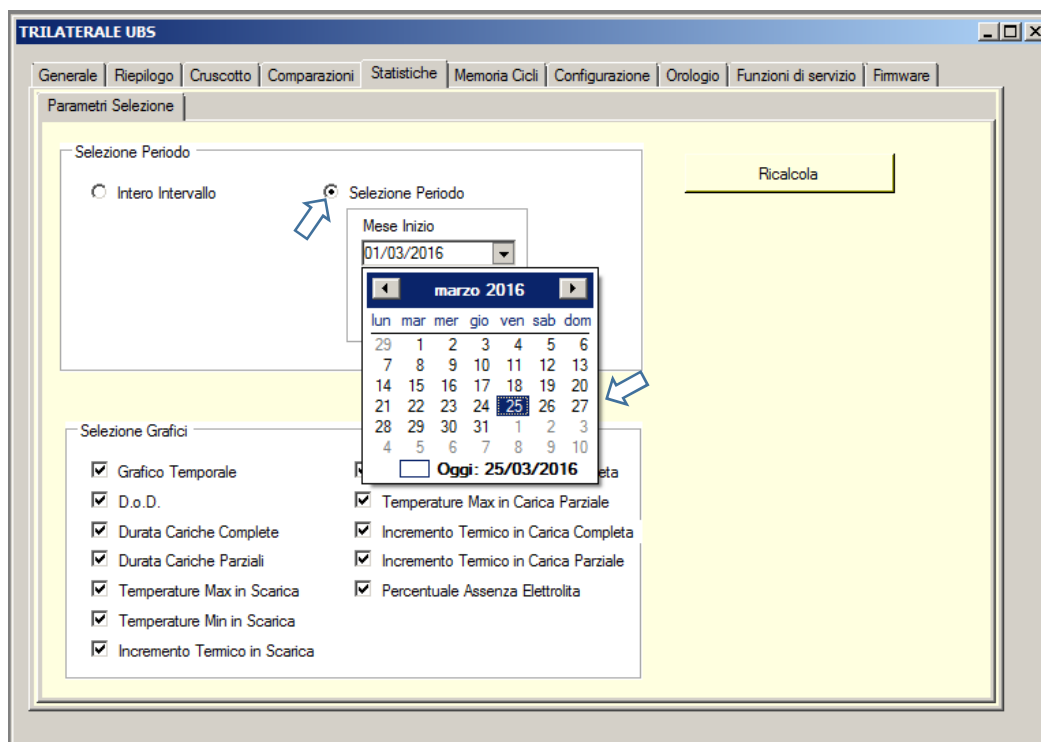 TRILATERALE UBS
Generale Riepilogo Cruscotto Comparazioni Statistiche Memoria Cicli Configurazione Orologio Funzioni di servizio Firmware
Parametri Selezione
Selezione Periodo
Intero Intervallo
Selezione Periodo
Ricalcola
Mese Inizio
01/03/2016
marzo 2016
lun mar mer gio ven sab dom
29 1 2 3 4 5 6
7 8 9 10 11 12 13
14 15 16 17 18 19 20
21 22 23 24 25 26 27
28 29 30 31 1 2 3
4 5 6 7 8 9 10
Oggi: 25/03/2016
Selezione Grafici
Grafico Temporale
D.o.D.
Durata Cariche Complete
Durata Cariche Parziali
Temperature Max in Scarica
Temperature Min in Scarica
Incremento Termico in Scarica
eta
Temperature Max in Carica Parziale
Incremento Termico in Carica Completa
Incremento Termico in Carica Parziale
Percentuale Assenza Elettrolita